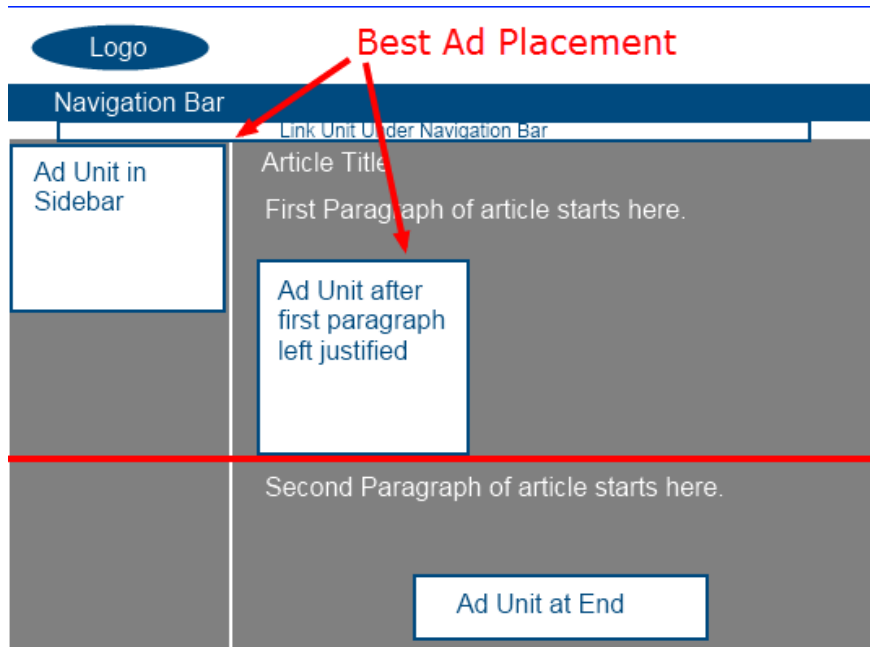 Logo
Best Ad Placement
Navigation Bar
Link Unit Under Navigation Bar
Ad Unit in
Sidebar
Article Title
First Paragraph of article starts here.
Ad Unit after
first paragraph
left justified
Second Paragraph of article starts here.
Ad Unit at End